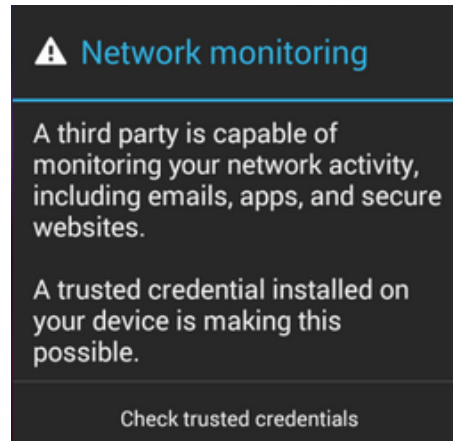 Network monitoring
A third party is capable of
monitoring your network activity,
including emails, apps, and secure
websites.
A trusted credential installed on
your device is making this
possible.
Check trusted credentials